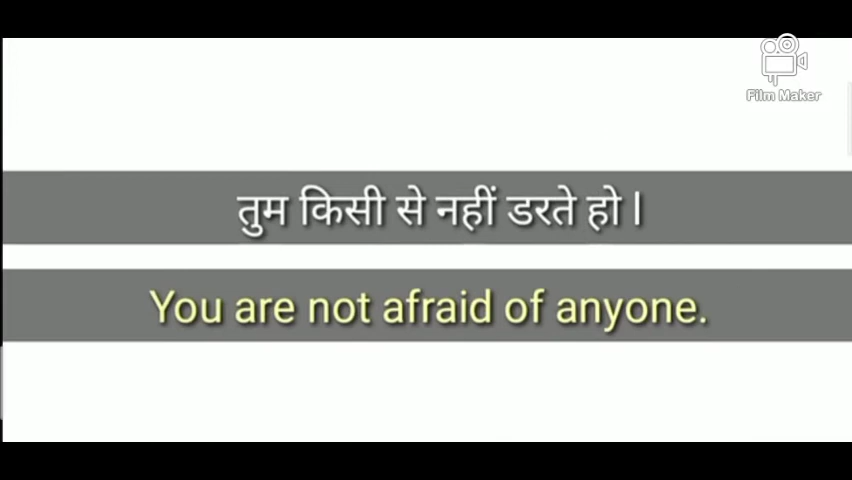 Film Maker
तुम किसी से नहीं डरते हो ।
You are not afraid of anyone.